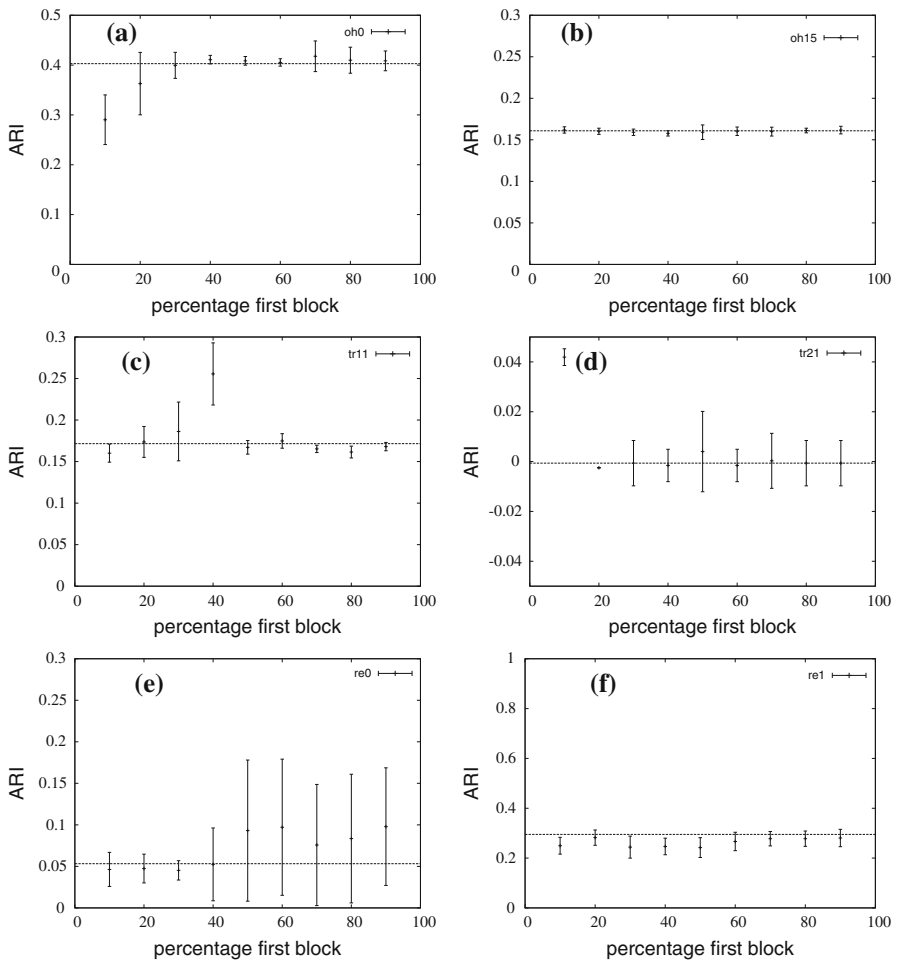 (a)
oh0
ARI
0.5
0.4
0.3
0.2
0.1
0
0 20 40 60 80 100
percentage first block
(b)
oh15
ARI
0.3
0.25
0.2
0.15
0.1
0.05
0
0 20 40 60 80 100
percentage first block
(c)
tr11
ARI
0.3
0.25
0.2
0.15
0.1
0.05
0
0 20 40 60 80 100
percentage first block
(d)
tr21
ARI
0.04
0.02
0
-0.02
-0.04
0 20 40 60 80 100
percentage first block
(e)
re0
ARI
0.3
0.25
0.2
0.15
0.1
0.05
0
0 20 40 60 80 100
percentage first block
(f)
re1
ARI
1
0.8
0.6
0.4
0.2
0
0 20 40 60 80 100
percentage first block